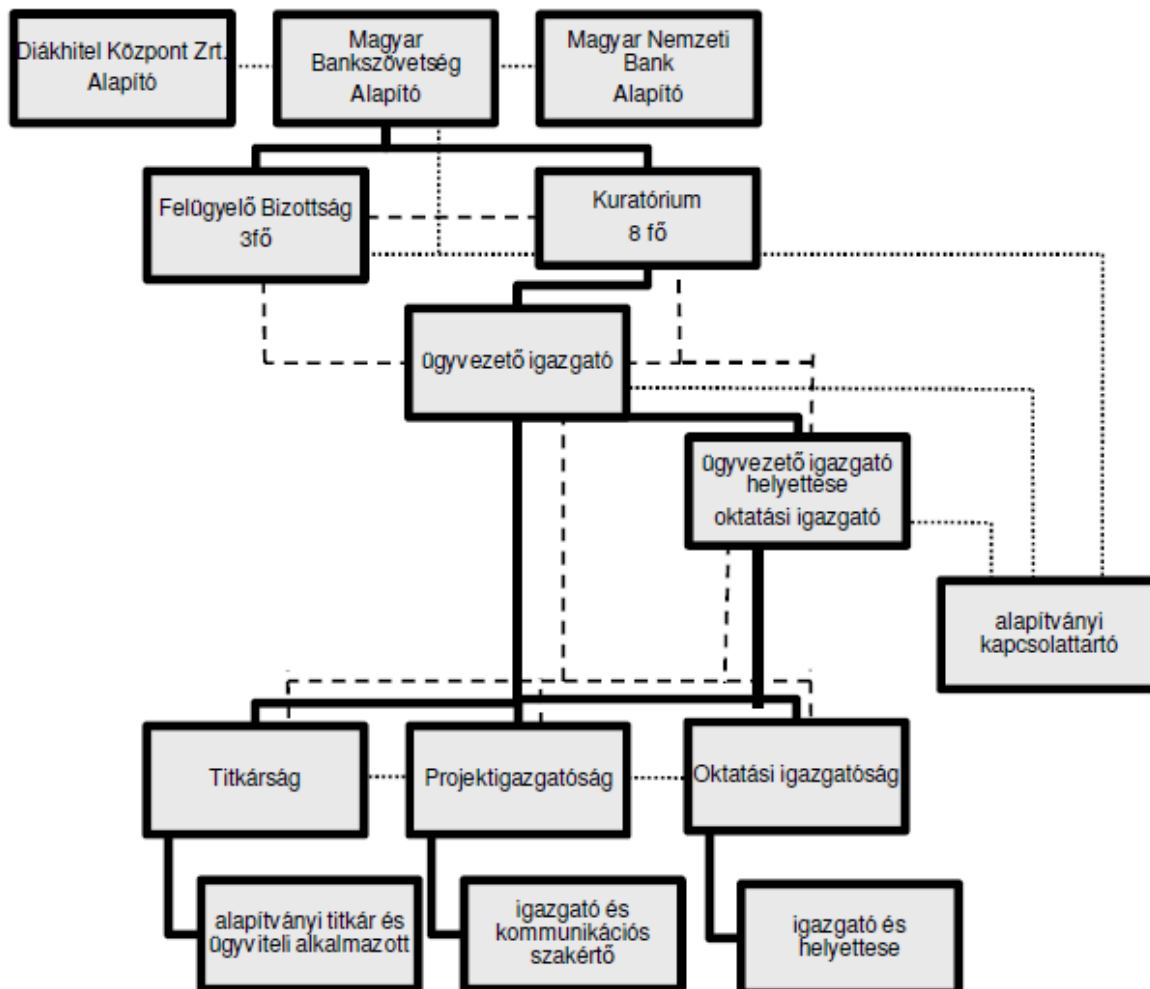 Diákhitel Központ Zrt.
Alapító
Magyar
Bankszövetség
Alapító
Magyar Nemzeti
Bank
Alapító
Felügyelő Bizottság
3fő
Kuratórium
8 fő
ügyvezető igazgató
ügyvezető igazgató
helyettese
oktatási igazgató
alapítványi
kapcsolattartó
Titkárság
Projektigazgatóság
Oktatási igazgatóság
alapítványi titkár és
ügyviteli alkalmazott
igazgató és
kommunikációs
szakértő
igazgató és
helyettese